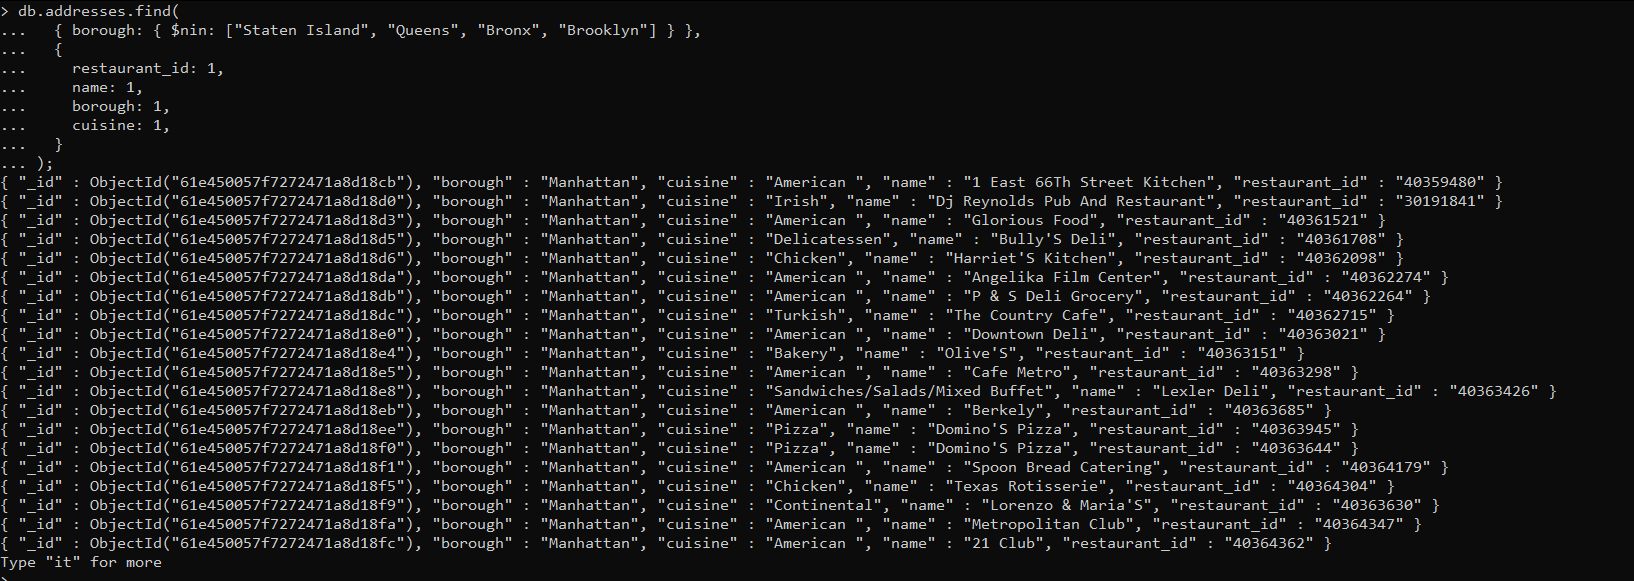 > db.addresses.find(
...   { borough: { $nin: ["Staten Island", "Queens", "Bronx", "Brooklyn"] } },
...   {
...     restaurant_id: 1,
...     name: 1,
...     borough: 1,
...     cuisine: 1,
...   }
... );
{ "_id" : ObjectId("61e450057f7272471a8d18cb"), "borough" : "Manhattan", "cuisine" : "American ", "name" : "1 East 66Th Street Kitchen", "restaurant_id" : "40359480" }
{ "_id" : ObjectId("61e450057f7272471a8d18d0"), "borough" : "Manhattan", "cuisine" : "Irish", "name" : "Dj Reynolds Pub And Restaurant", "restaurant_id" : "30191841" }
{ "_id" : ObjectId("61e450057f7272471a8d18d3"), "borough" : "Manhattan", "cuisine" : "American ", "name" : "Glorious Food", "restaurant_id" : "40361521" }
{ "_id" : ObjectId("61e450057f7272471a8d18d5"), "borough" : "Manhattan", "cuisine" : "Delicatessen", "name" : "Bully'S Deli", "restaurant_id" : "40361708" }
{ "_id" : ObjectId("61e450057f7272471a8d18d6"), "borough" : "Manhattan", "cuisine" : "Chicken", "name" : "Harriet'S Kitchen", "restaurant_id" : "40362098" }
{ "_id" : ObjectId("61e450057f7272471a8d18da"), "borough" : "Manhattan", "cuisine" : "American ", "name" : "Angelika Film Center", "restaurant_id" : "40362274" }
{ "_id" : ObjectId("61e450057f7272471a8d18db"), "borough" : "Manhattan", "cuisine" : "American ", "name" : "P & S Deli Grocery", "restaurant_id" : "40362264" }
{ "_id" : ObjectId("61e450057f7272471a8d18dc"), "borough" : "Manhattan", "cuisine" : "Turkish", "name" : "The Country Cafe", "restaurant_id" : "40362715" }
{ "_id" : ObjectId("61e450057f7272471a8d18e0"), "borough" : "Manhattan", "cuisine" : "American ", "name" : "Downtown Deli", "restaurant_id" : "40363021" }
{ "_id" : ObjectId("61e450057f7272471a8d18e4"), "borough" : "Manhattan", "cuisine" : "Bakery", "name" : "Olive'S", "restaurant_id" : "40363151" }
{ "_id" : ObjectId("61e450057f7272471a8d18e5"), "borough" : "Manhattan", "cuisine" : "American ", "name" : "Cafe Metro", "restaurant_id" : "40363298" }
{ "_id" : ObjectId("61e450057f7272471a8d18e8"), "borough" : "Manhattan", "cuisine" : "Sandwiches/Salads/Mixed Buffet", "name" : "Lexler Deli", "restaurant_id" : "40363426" }
{ "_id" : ObjectId("61e450057f7272471a8d18eb"), "borough" : "Manhattan", "cuisine" : "American ", "name" : "Berkely", "restaurant_id" : "40363685" }
{ "_id" : ObjectId("61e450057f7272471a8d18ee"), "borough" : "Manhattan", "cuisine" : "Pizza", "name" : "Domino'S Pizza", "restaurant_id" : "40363945" }
{ "_id" : ObjectId("61e450057f7272471a8d18f0"), "borough" : "Manhattan", "cuisine" : "Pizza", "name" : "Domino'S Pizza", "restaurant_id" : "40363644" }
{ "_id" : ObjectId("61e450057f7272471a8d18f1"), "borough" : "Manhattan", "cuisine" : "American ", "name" : "Spoon Bread Catering", "restaurant_id" : "40364179" }
{ "_id" : ObjectId("61e450057f7272471a8d18f5"), "borough" : "Manhattan", "cuisine" : "Chicken", "name" : "Texas Rotisserie", "restaurant_id" : "40364304" }
{ "_id" : ObjectId("61e450057f7272471a8d18f9"), "borough" : "Manhattan", "cuisine" : "Continental", "name" : "Lorenzo & Maria'S", "restaurant_id" : "40363630" }
{ "_id" : ObjectId("61e450057f7272471a8d18fa"), "borough" : "Manhattan", "cuisine" : "American ", "name" : "Metropolitan Club", "restaurant_id" : "40364347" }
{ "_id" : ObjectId("61e450057f7272471a8d18fc"), "borough" : "Manhattan", "cuisine" : "American ", "name" : "21 Club", "restaurant_id" : "40364362" }
Type "it" for more
>